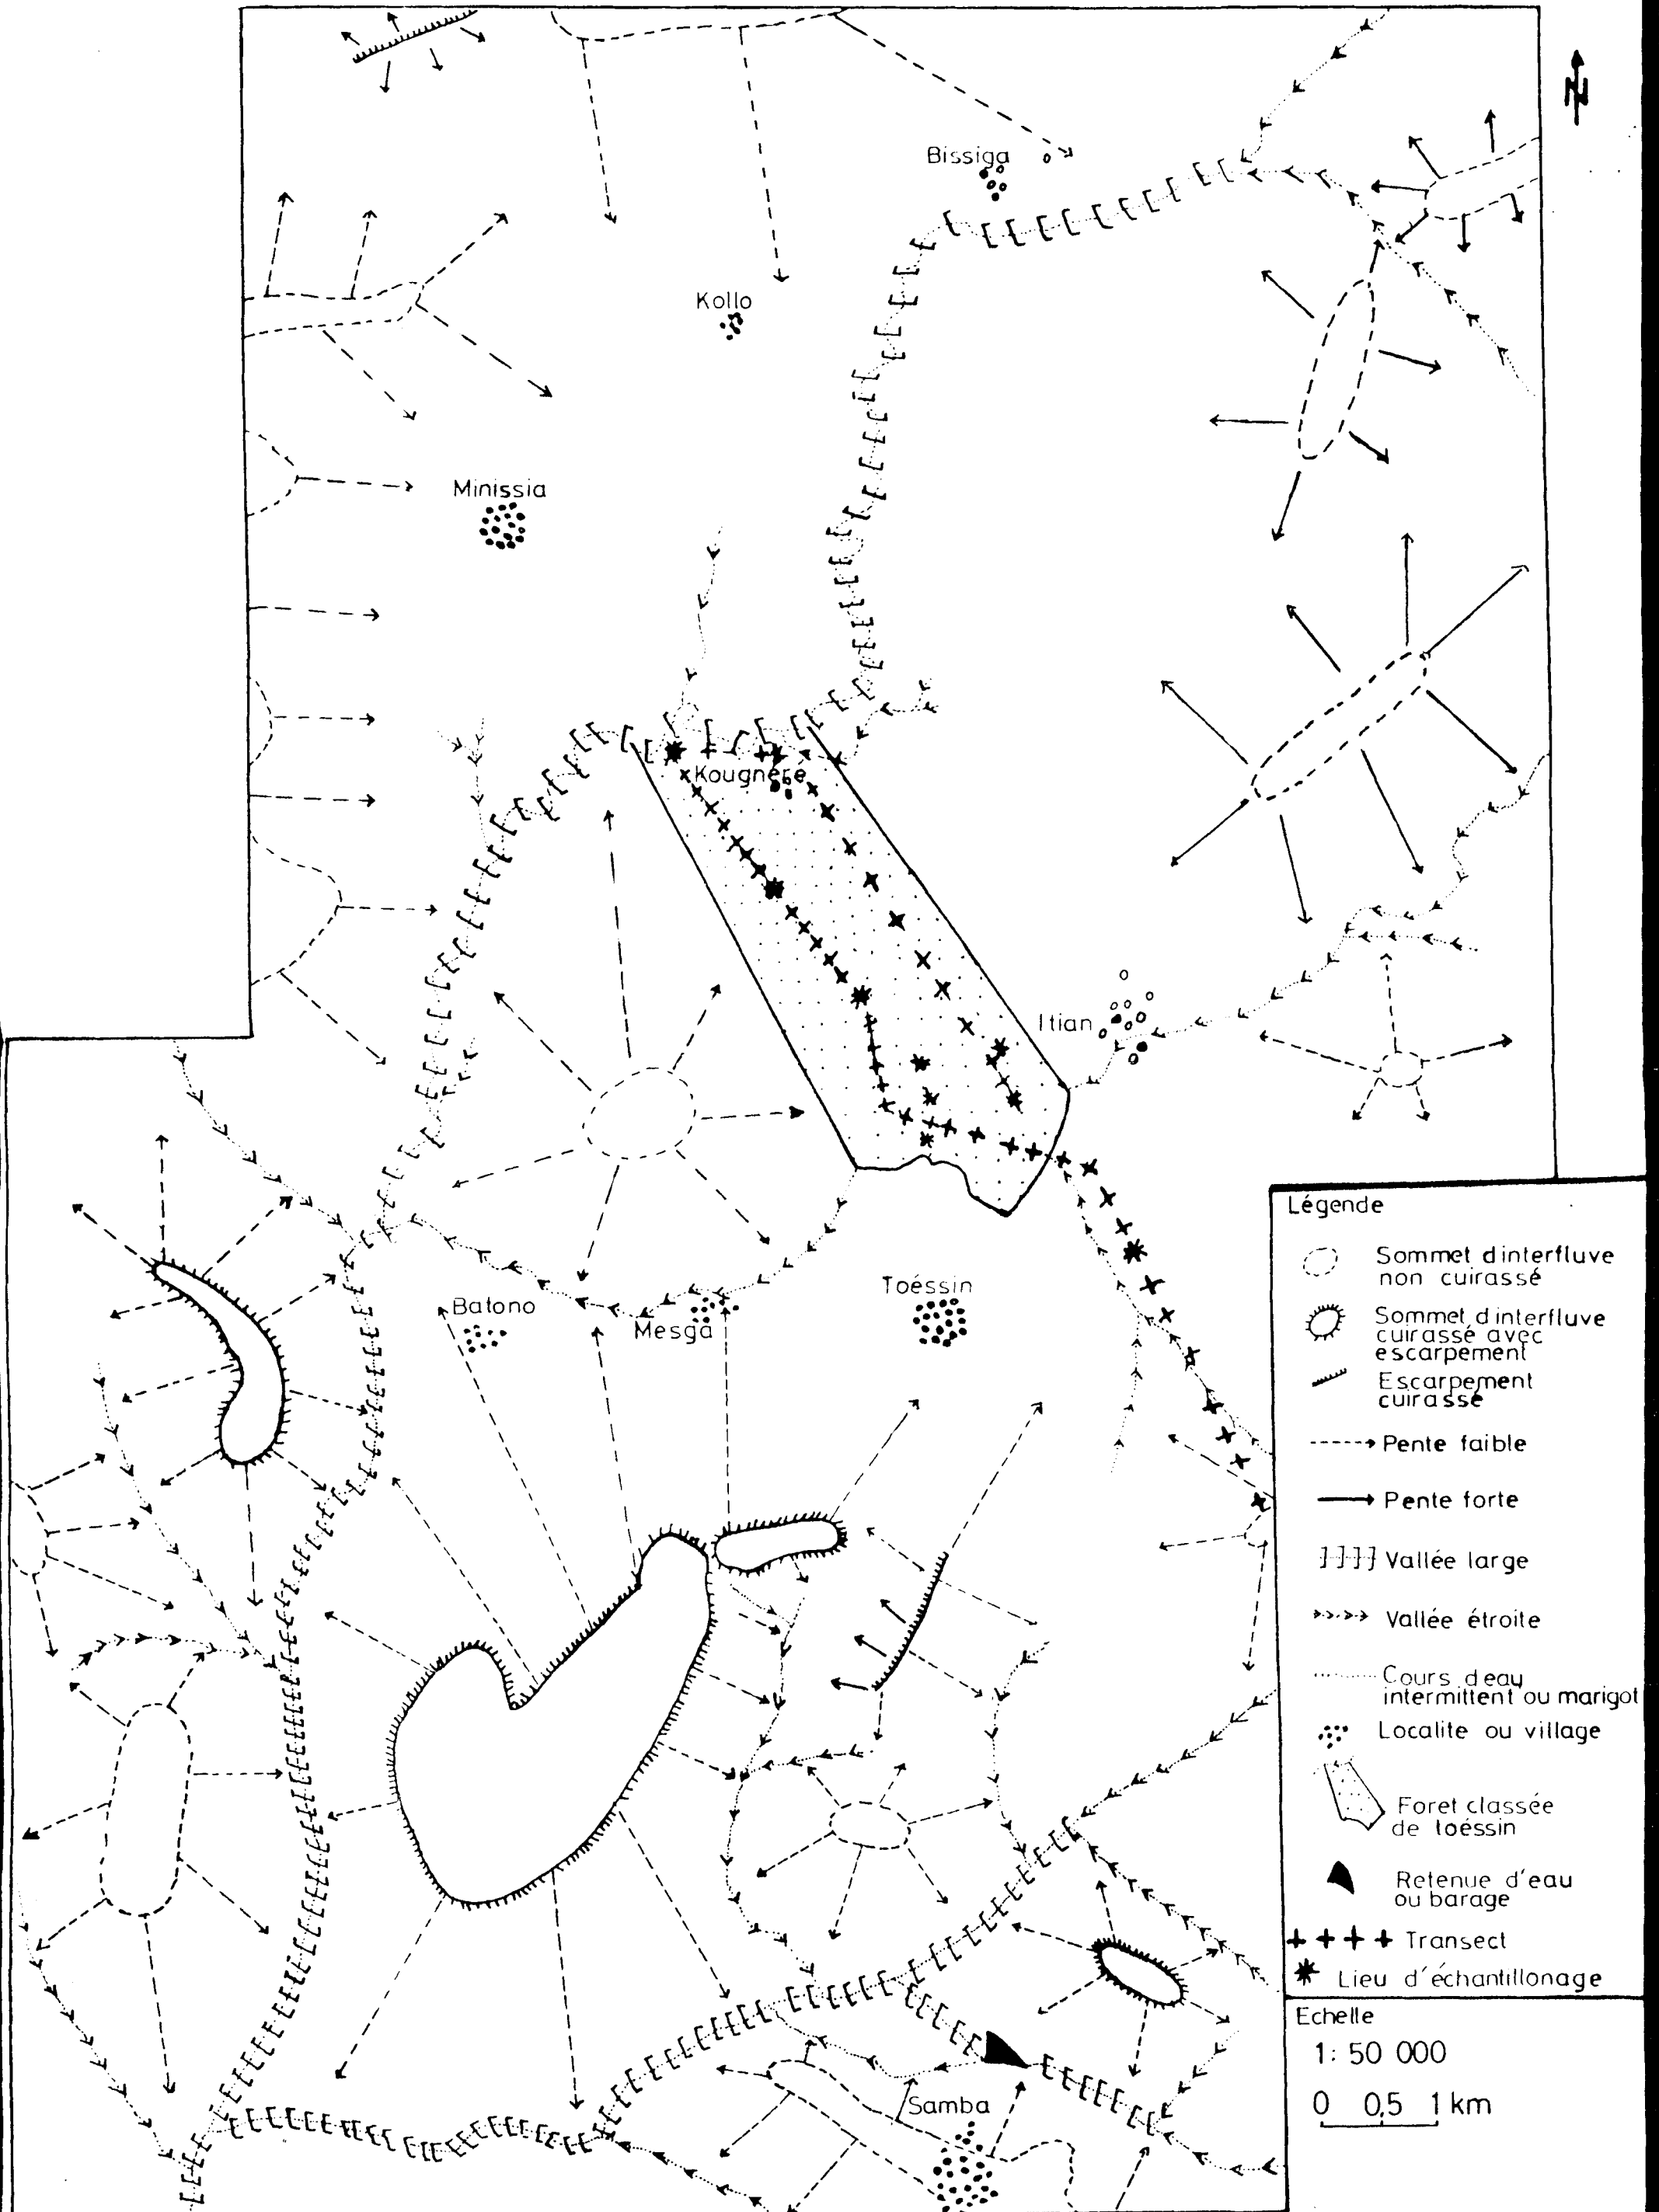 N
Bissiga
Kollo
Minissia
Kougnere
Itian
Batono
Mesga
Toéssin
Samba
Légende
Sommet d'interfluve
non cuirassé
Sommet d'interfluve
cuirassé avec
escarpement
Escarpement
cuirassé
Pente faible
Pente forte
Vallée large
Vallée étroite
Cours d'eau
intermittent ou marigot
Localite ou village
Foret classée
de toéssin
Retenue d'eau
ou barage
Transect
Lieu d'échantillonage
Echelle
1: 50 000
0 0,5 1 km